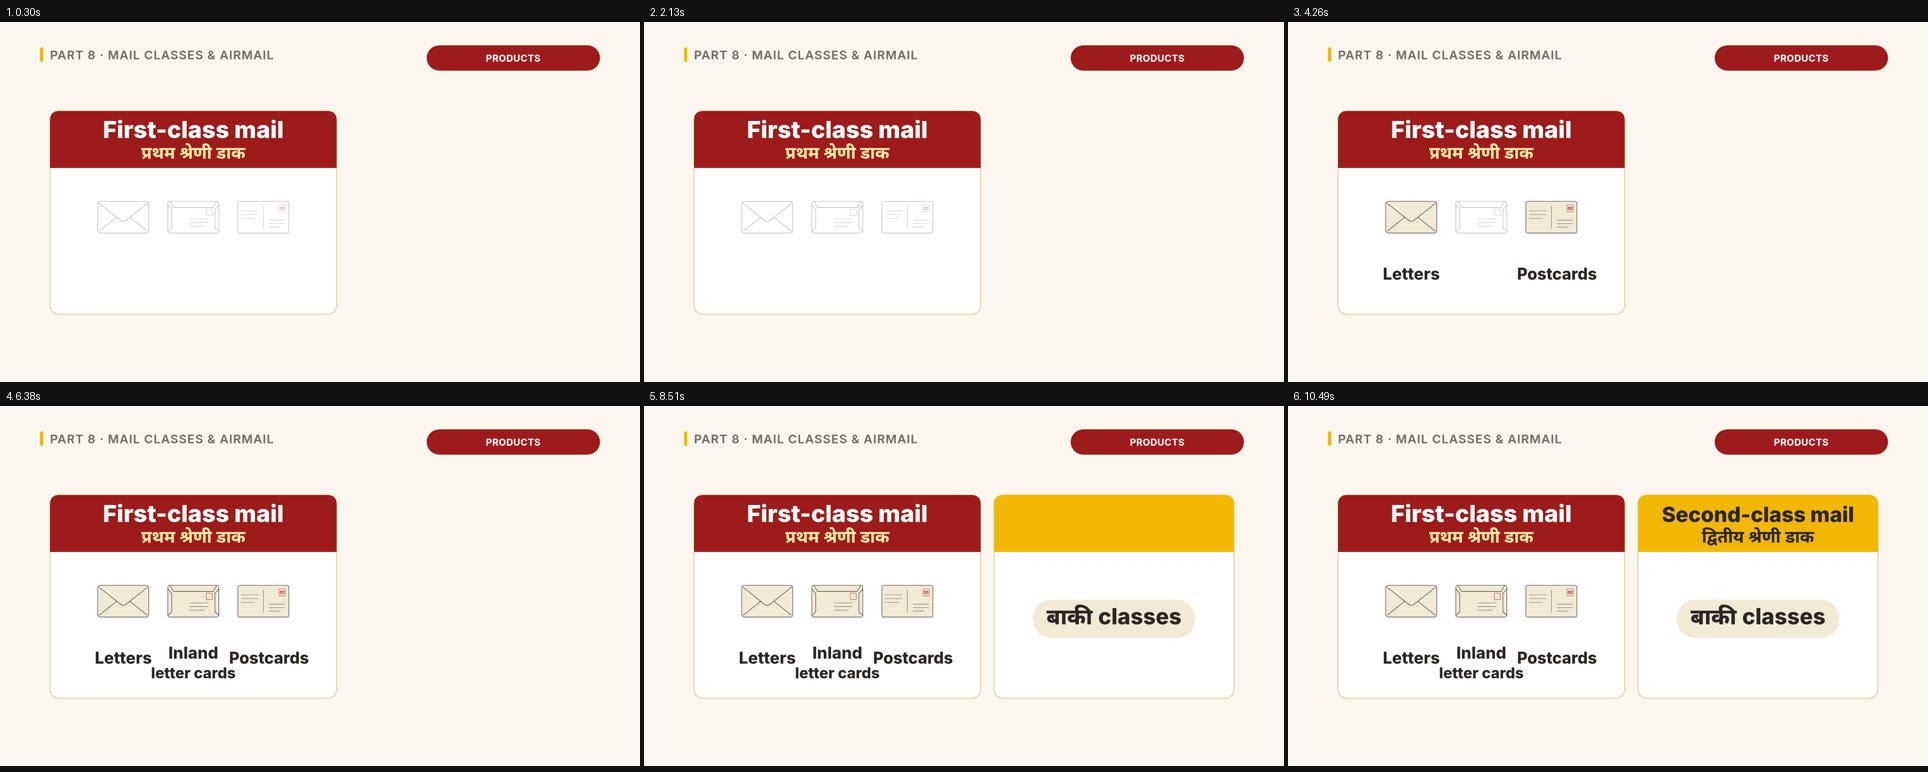 1. 0.30s
PART 8 · MAIL CLASSES & AIRMAIL
PRODUCTS
First-class mail
प्रथम श्रेणी डाक
2. 2.13s
PART 8 · MAIL CLASSES & AIRMAIL
PRODUCTS
First-class mail
प्रथम श्रेणी डाक
3. 4.26s
PART 8 · MAIL CLASSES & AIRMAIL
PRODUCTS
First-class mail
प्रथम श्रेणी डाक
Letters
Postcards
4. 6.38s
PART 8 · MAIL CLASSES & AIRMAIL
PRODUCTS
First-class mail
प्रथम श्रेणी डाक
Letters
Inland
letter cards
Postcards
5. 8.51s
PART 8 · MAIL CLASSES & AIRMAIL
PRODUCTS
First-class mail
प्रथम श्रेणी डाक
Letters
Inland
letter cards
Postcards
बाकी classes
6. 10.49s
PART 8 · MAIL CLASSES & AIRMAIL
PRODUCTS
First-class mail
प्रथम श्रेणी डाक
Letters
Inland
letter cards
Postcards
Second-class mail
द्वितीय श्रेणी डाक
बाकी classes